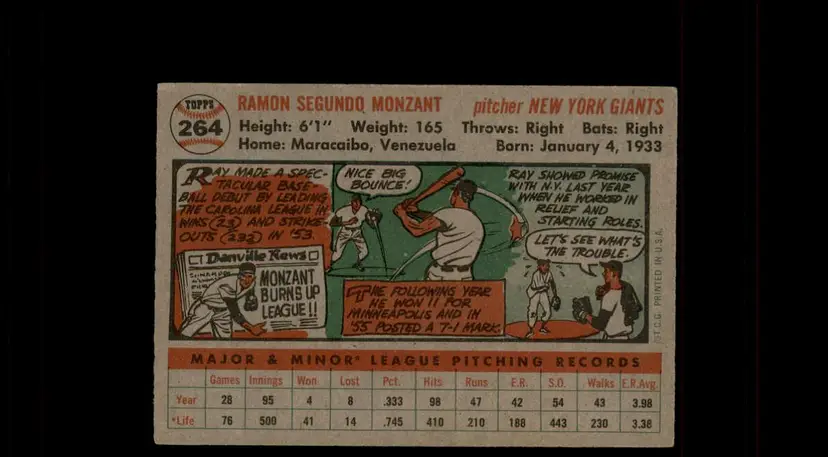 TOPPS
264
RAMON SEGUNDO MONZANT
pitcher NEW YORK GIANTS
Height: 6'1" Weight: 165 Throws: Right Bats: Right
Home: Maracaibo, Venezuela Born: January 4, 1933
RAY MADE A SPEC-
TACULAR BASE-
BALL DEBUT BY LEADING
THE CAROLINA LEAGUE IN
WINS (23) AND STRIKE-
OUTS (232) IN '53.
Danville News
MONZANT
BURNS UP
LEAGUE!!
NICE BIG
BOUNCE!
THE FOLLOWING YEAR
HE WON 11 FOR
MINNEAPOLIS AND IN
'55 POSTED A 7-1 MARK.
RAY SHOWED PROMISE
WITH N.Y. LAST YEAR
WHEN HE WORKED IN
RELIEF AND
STARTING ROLES.
LET'S SEE WHAT'S
THE TROUBLE.
©T.C.G. PRINTED IN U.S.A.
MAJOR & MINOR* LEAGUE PITCHING RECORDS
Games Innings Won Lost Pct. Hits Runs E.R. S.O. Walks E.R.Avg.
Year 28 95 4 8 .333 98 47 42 54 43 3.98
*Life 76 500 41 14 .745 410 210 188 443 230 3.38